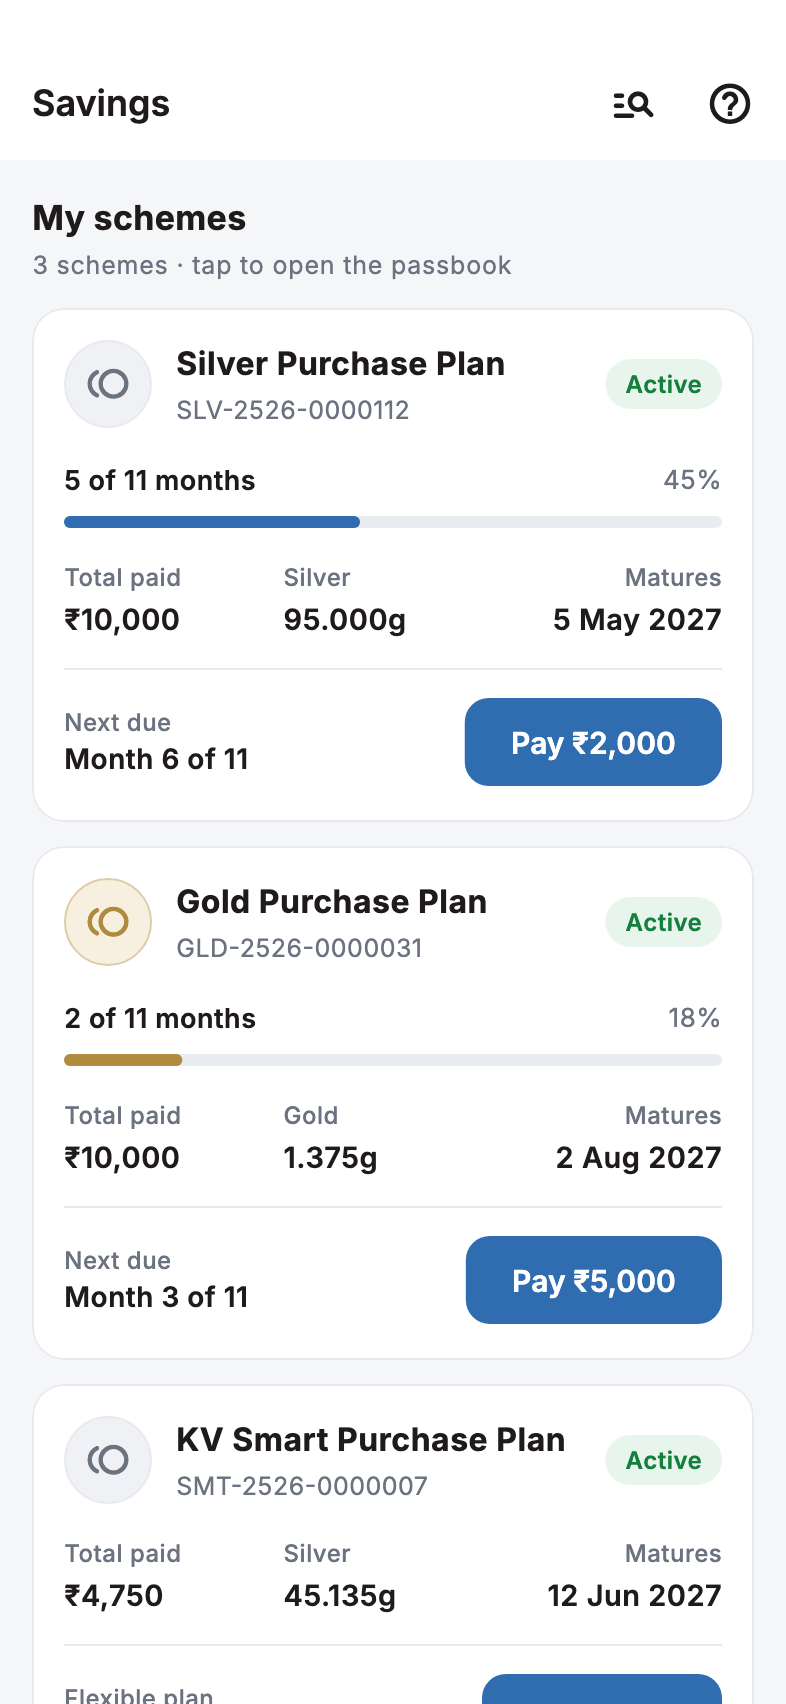 Savings
My schemes
3 schemes · tap to open the passbook
Silver Purchase Plan
SLV-2526-0000112
Active
5 of 11 months
45%
Total paid
Silver
Matures
₹10,000
95.000g
5 May 2027
Next due
Month 6 of 11
Pay ₹2,000
Gold Purchase Plan
GLD-2526-0000031
Active
2 of 11 months
18%
Total paid
Gold
Matures
₹10,000
1.375g
2 Aug 2027
Next due
Month 3 of 11
Pay ₹5,000
KV Smart Purchase Plan
SMT-2526-0000007
Active
Total paid
Silver
Matures
₹4,750
45.135g
12 Jun 2027
Flexible plan